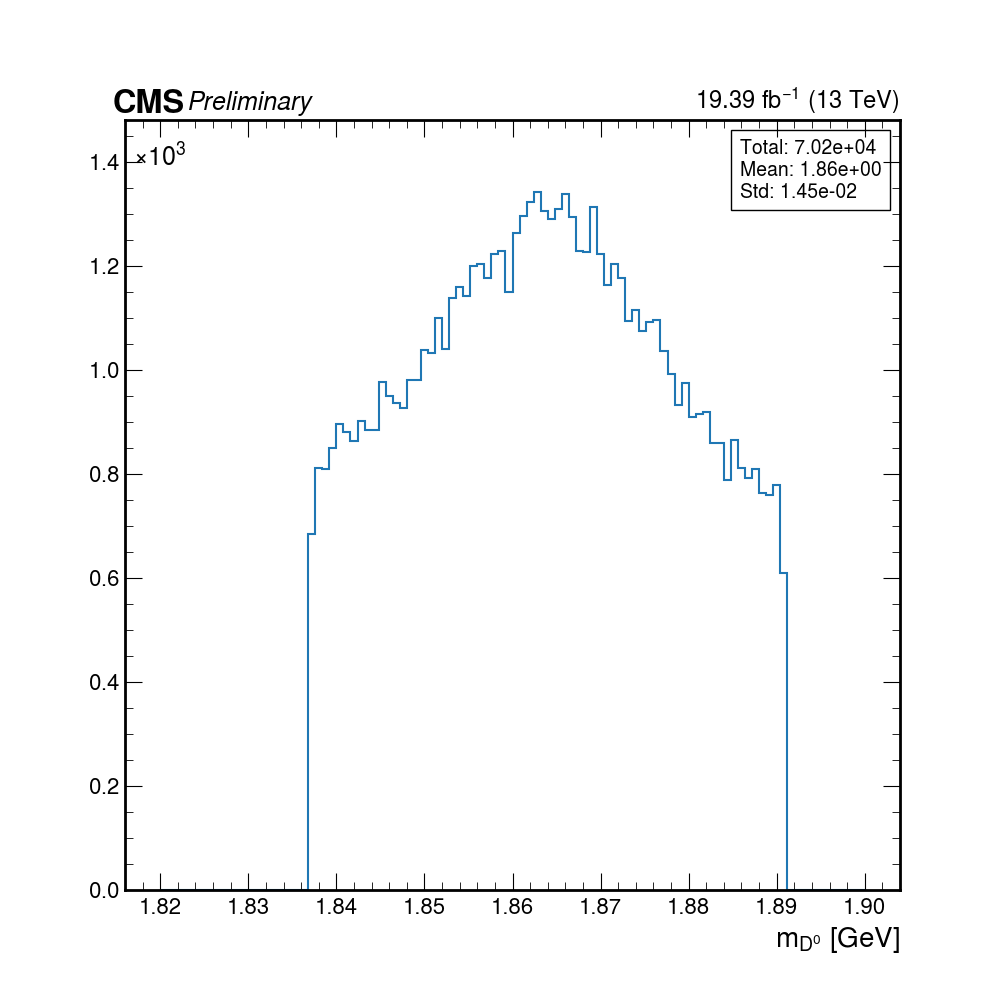 CMS Preliminary 19.39 fb⁻¹ (13 TeV)
×10³
Total: 7.02e+04
Mean: 1.86e+00
Std: 1.45e-02
1.4
1.2
1.0
0.8
0.6
0.4
0.2
0.0
1.82 1.83 1.84 1.85 1.86 1.87 1.88 1.89 1.90
m_D⁰ [GeV]